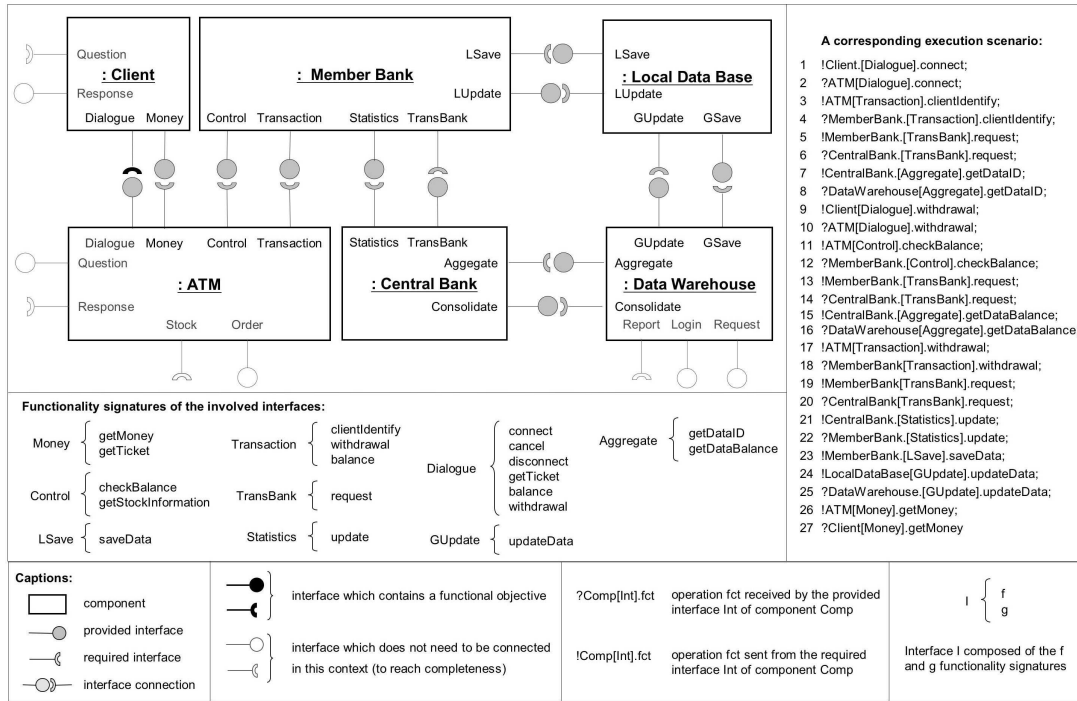 Question
: Client
Response
Dialogue Money
: Member Bank
LSave
LUpdate
Control Transaction Statistics TransBank
LSave
: Local Data Base
LUpdate
GUpdate GSave
Dialogue Money Control Transaction
Question
: ATM
Response
Stock Order
Statistics TransBank
Aggegate
: Central Bank
Consolidate
GUpdate GSave
Aggregate
: Data Warehouse
Consolidate
Report Login Request
A corresponding execution scenario:
1 !Client.[Dialogue].connect;
2 ?ATM[Dialogue].connect;
3 !ATM[Transaction].clientIdentify;
4 ?MemberBank.[Transaction].clientIdentify;
5 !MemberBank.[TransBank].request;
6 ?CentralBank.[TransBank].request;
7 !CentralBank.[Aggregate].getDataID;
8 ?DataWarehouse[Aggregate].getDataID;
9 !Client[Dialogue].withdrawal;
10 ?ATM[Dialogue].withdrawal;
11 !ATM[Control].checkBalance;
12 ?MemberBank.[Control].checkBalance;
13 !MemberBank.[TransBank].request;
14 ?CentralBank.[TransBank].request;
15 !CentralBank.[Aggregate].getDataBalance;
16 ?DataWarehouse[Aggregate].getDataBalance
17 !ATM[Transaction].withdrawal;
18 ?MemberBank[Transaction].withdrawal;
19 !MemberBank[TransBank].request;
20 ?CentralBank[TransBank].request;
21 !CentralBank.[Statistics].update;
22 ?MemberBank.[Statistics].update;
23 !MemberBank.[LSave].saveData;
24 !LocalDataBase[GUpdate].updateData;
25 ?DataWarehouse.[GUpdate].updateData;
26 !ATM[Money].getMoney;
27 ?Client[Money].getMoney
Functionality signatures of the involved interfaces:
Money
getMoney
getTicket
Control
checkBalance
getStockInformation
LSave
saveData
Transaction
clientIdentify
withdrawal
balance
TransBank
request
Statistics
update
Dialogue
connect
cancel
disconnect
getTicket
balance
withdrawal
GUpdate
updateData
Aggregate
getDataID
getDataBalance
Captions:
component
provided interface
required interface
interface connection
interface which contains a functional objective
interface which does not need to be connected
in this context (to reach completeness)
?Comp[Int].fct operation fct received by the provided
interface Int of component Comp
!Comp[Int].fct operation fct sent from the required
interface Int of component Comp
I
f
g
Interface I composed of the f
and g functionality signatures